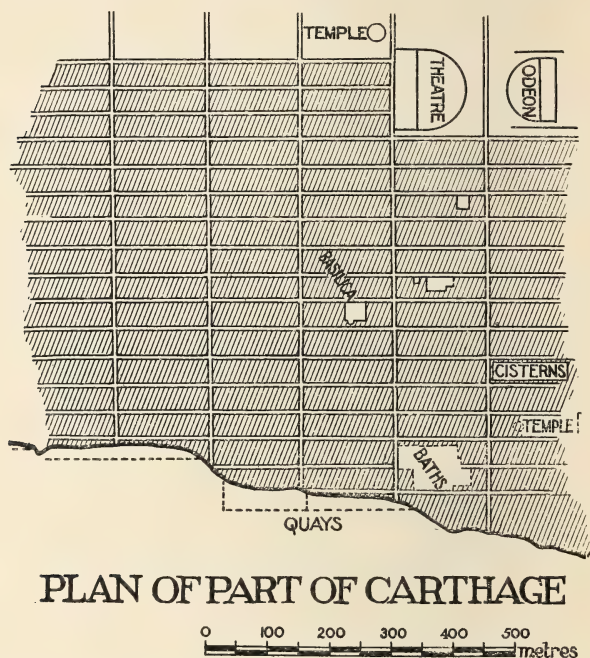 TEMPLE
THEATRE
ODEON
BASILICA
CISTERNS
TEMPLE
BATHS
QUAYS
PLAN OF PART OF CARTHAGE
0 100 200 300 400 500
metres